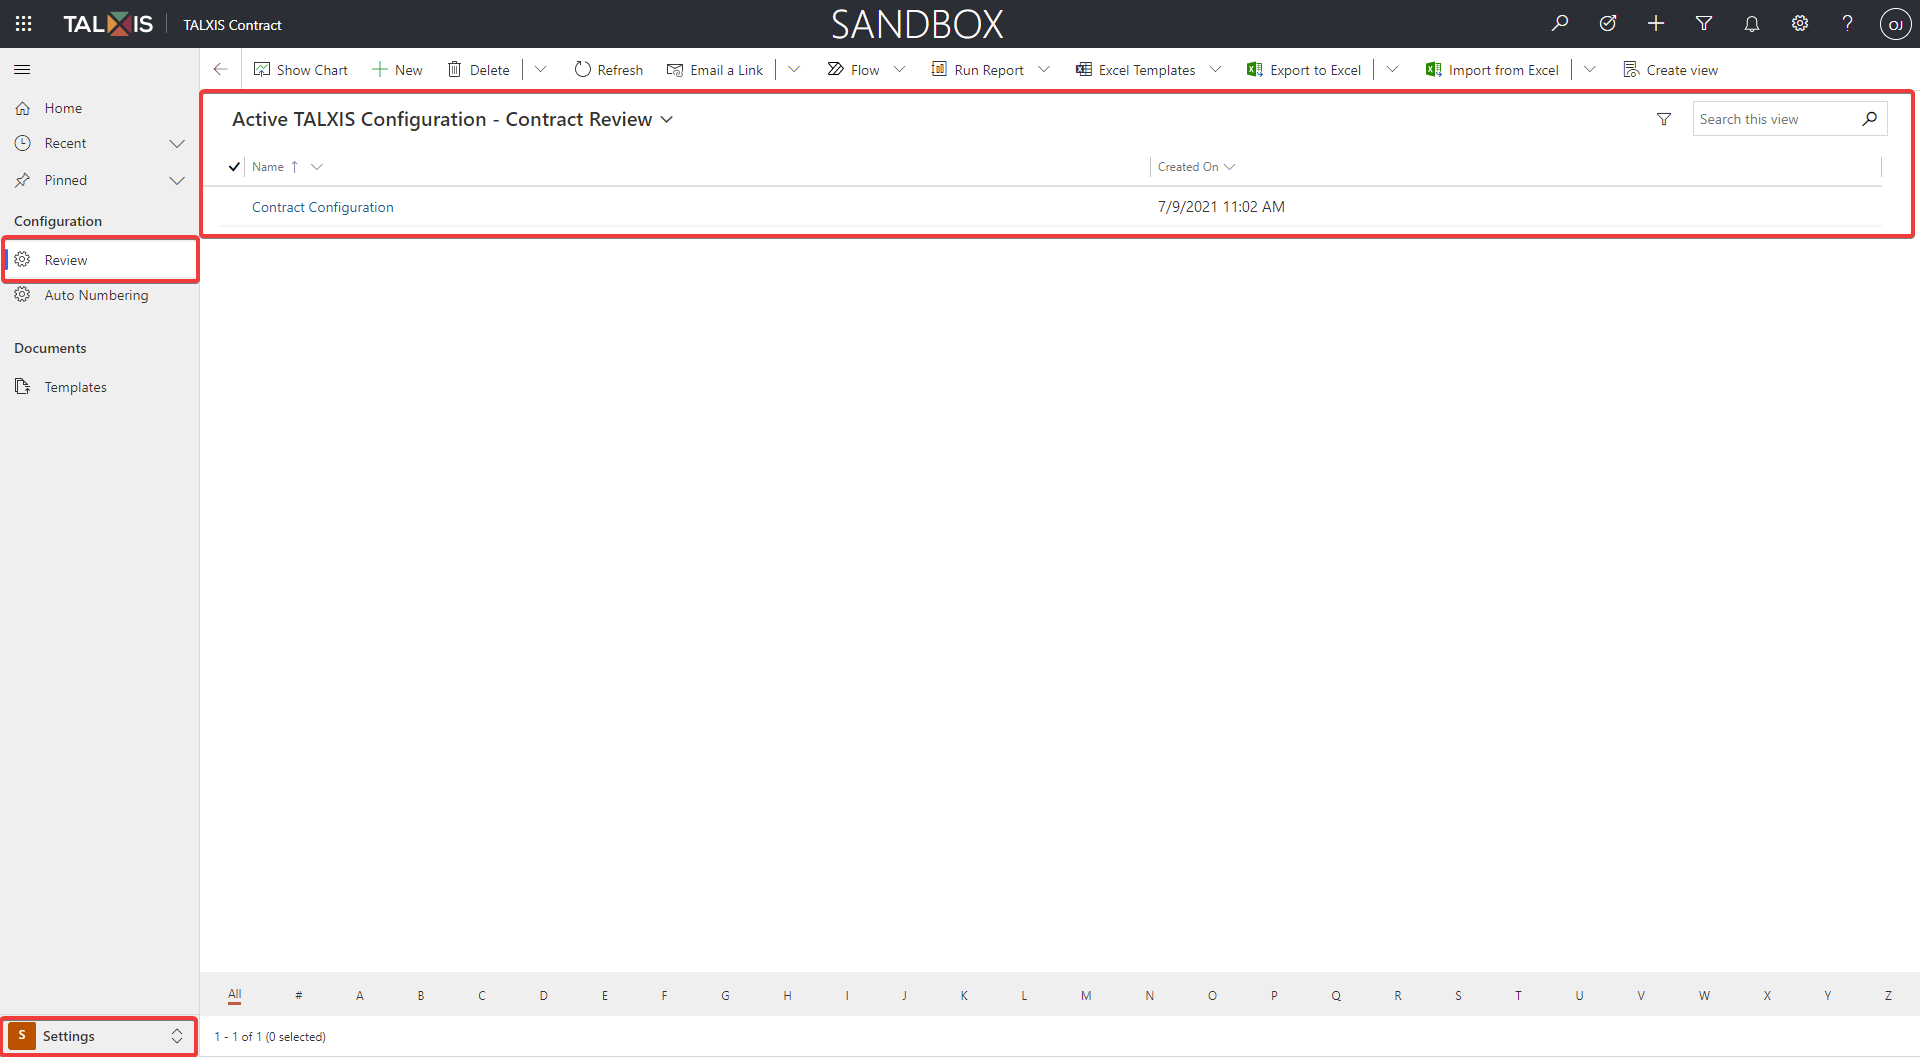 TALXIS
TALXIS Contract
SANDBOX
OJ
Show Chart
New
Delete
Refresh
Email a Link
Flow
Run Report
Excel Templates
Export to Excel
Import from Excel
Create view
Home
Recent
Pinned
Configuration
Review
Auto Numbering
Documents
Templates
Active TALXIS Configuration - Contract Review
Search this view
Name ↑
Created On
Contract Configuration
7/9/2021 11:02 AM
All # A B C D E F G H I J K L M N O P Q R S T U V W X Y Z
S Settings
1 - 1 of 1 (0 selected)